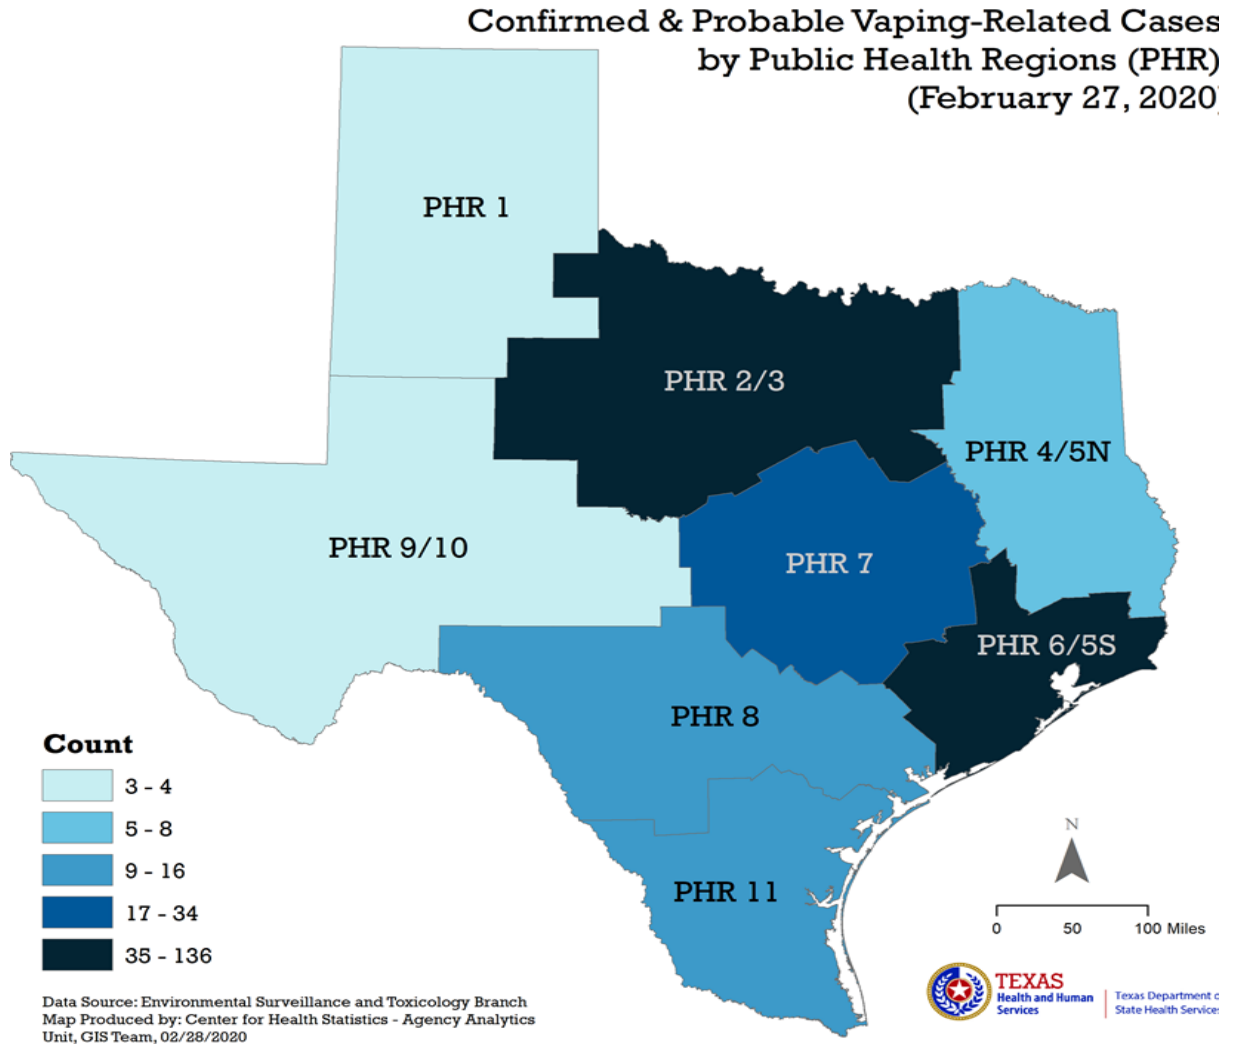 Confirmed & Probable Vaping-Related Cases
by Public Health Regions (PHR)
(February 27, 2020)
PHR 1
PHR 2/3
PHR 4/5N
PHR 9/10
PHR 7
PHR 6/5S
PHR 8
PHR 11
Count
3 - 4
5 - 8
9 - 16
17 - 34
35 - 136
N
0 50 100 Miles
TEXAS
Health and Human
Services
Texas Department
State Health Services
Data Source: Environmental Surveillance and Toxicology Branch
Map Produced by: Center for Health Statistics - Agency Analytics
Unit, GIS Team, 02/28/2020